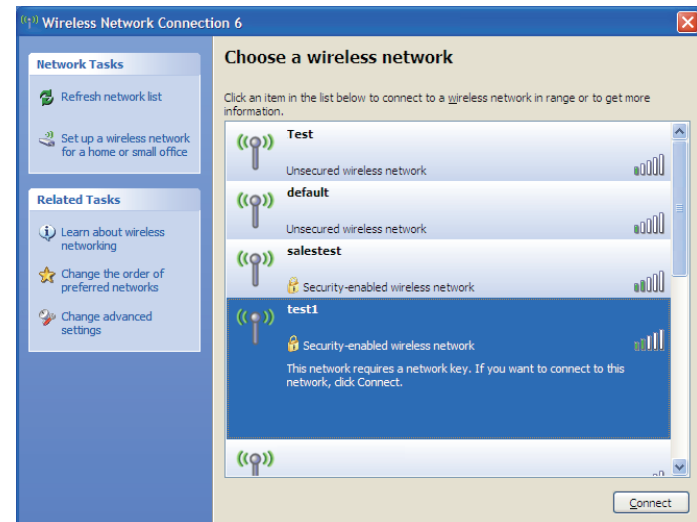 Wireless Network Connection 6
Network Tasks
Refresh network list
Set up a wireless network
for a home or small office
Related Tasks
Learn about wireless
networking
Change the order of
preferred networks
Change advanced
settings
Choose a wireless network
Click an item in the list below to connect to a wireless network in range or to get more
information.
Test
Unsecured wireless network
default
Unsecured wireless network
salestest
Security-enabled wireless network
test1
Security-enabled wireless network
This network requires a network key. If you want to connect to this
network, click Connect.
Connect